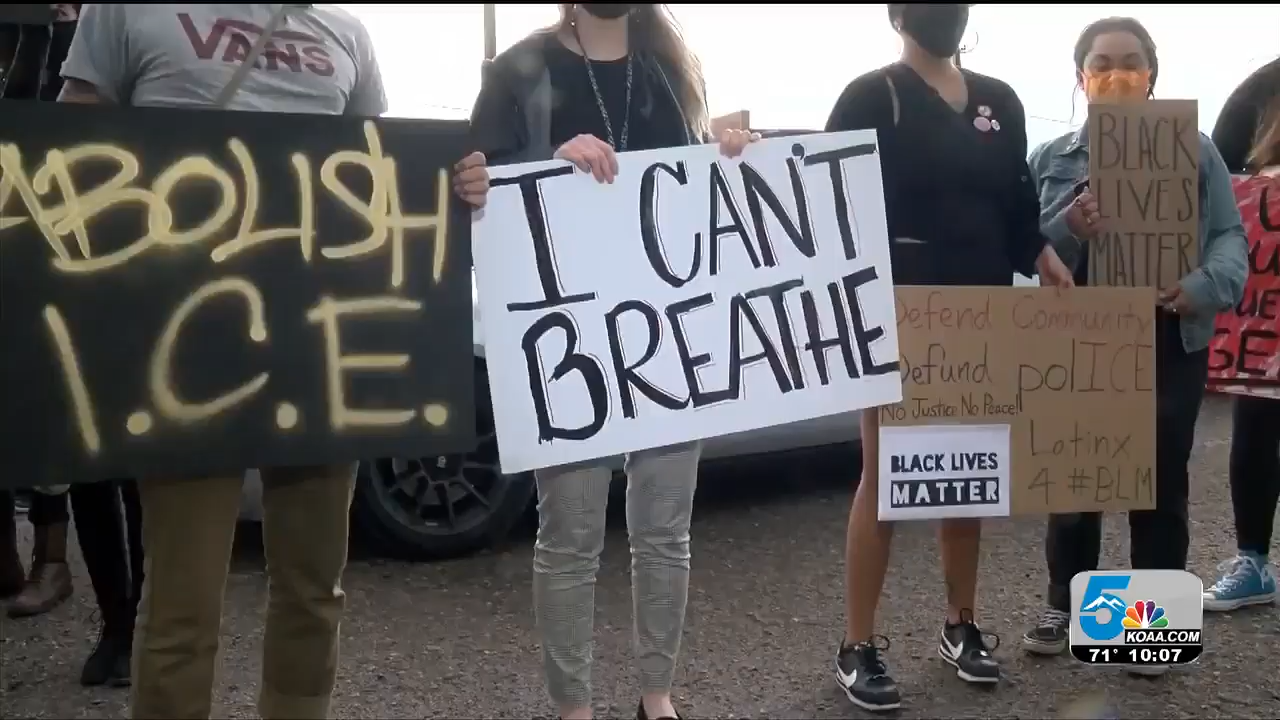 VANS
ABOLISH
I.C.E.
I CAN'T
BREATHE
BLACK
LIVES
MATTER
Defend Community
Defund polICE
No Justice No Peace!
Latinx
4 #BLM
BLACK LIVES
MATTER
5
KOAA.COM
71° 10:07